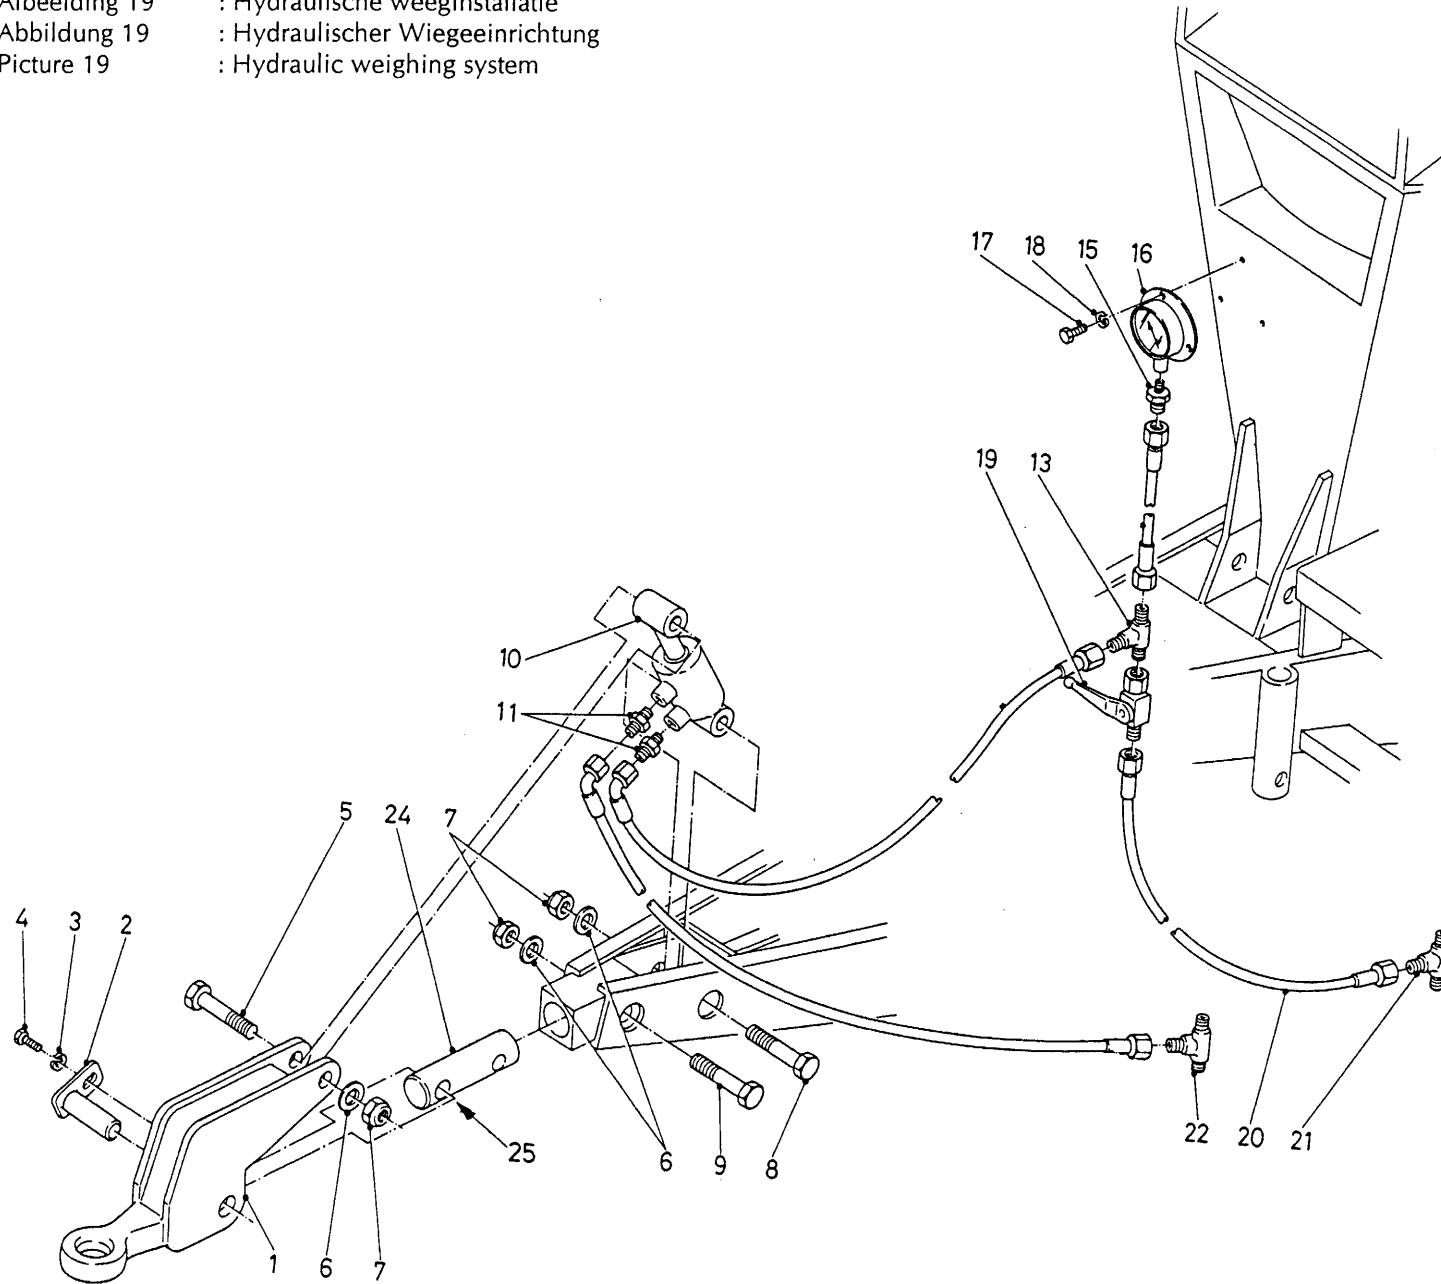 Afbeelding 19 : Hydraulische weeginstallatie
Abbildung 19 : Hydraulischer Wiegeeinrichtung
Picture 19 : Hydraulic weighing system
17 18 15 16
19 13
10
11
5 24 7
4 3 2
25
6 9 8
22 20 21
1 6 7